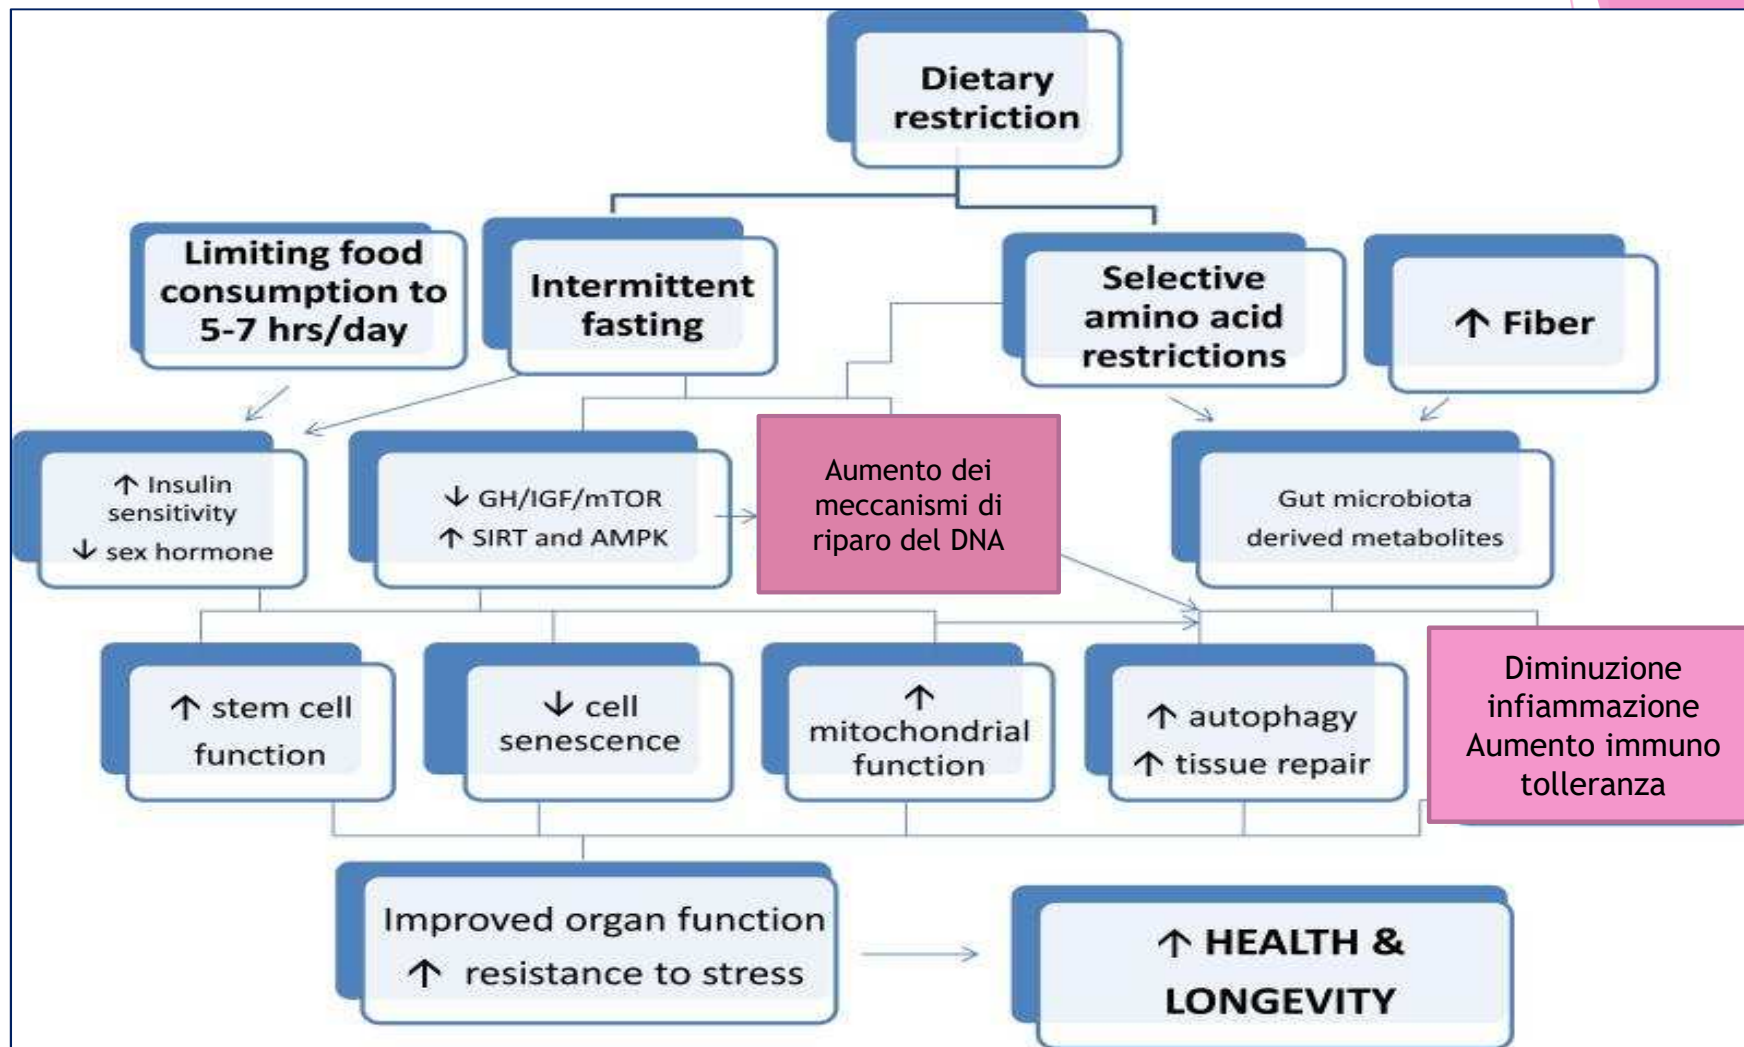 Dietary
restriction
Limiting food
consumption to
5-7 hrs/day
Intermittent
fasting
Selective
amino acid
restrictions
↑ Fiber
↑ Insulin
sensitivity
↓ sex hormone
↓ GH/IGF/mTOR
↑ SIRT and AMPK
Aumento dei
meccanismi di
riparo del DNA
Gut microbiota
derived metabolites
↑ stem cell
function
↓ cell
senescence
↑
mitochondrial
function
↑ autophagy
↑ tissue repair
Diminuzione
infiammazione
Aumento immuno
tolleranza
Improved organ function
↑ resistance to stress
↑ HEALTH &
LONGEVITY